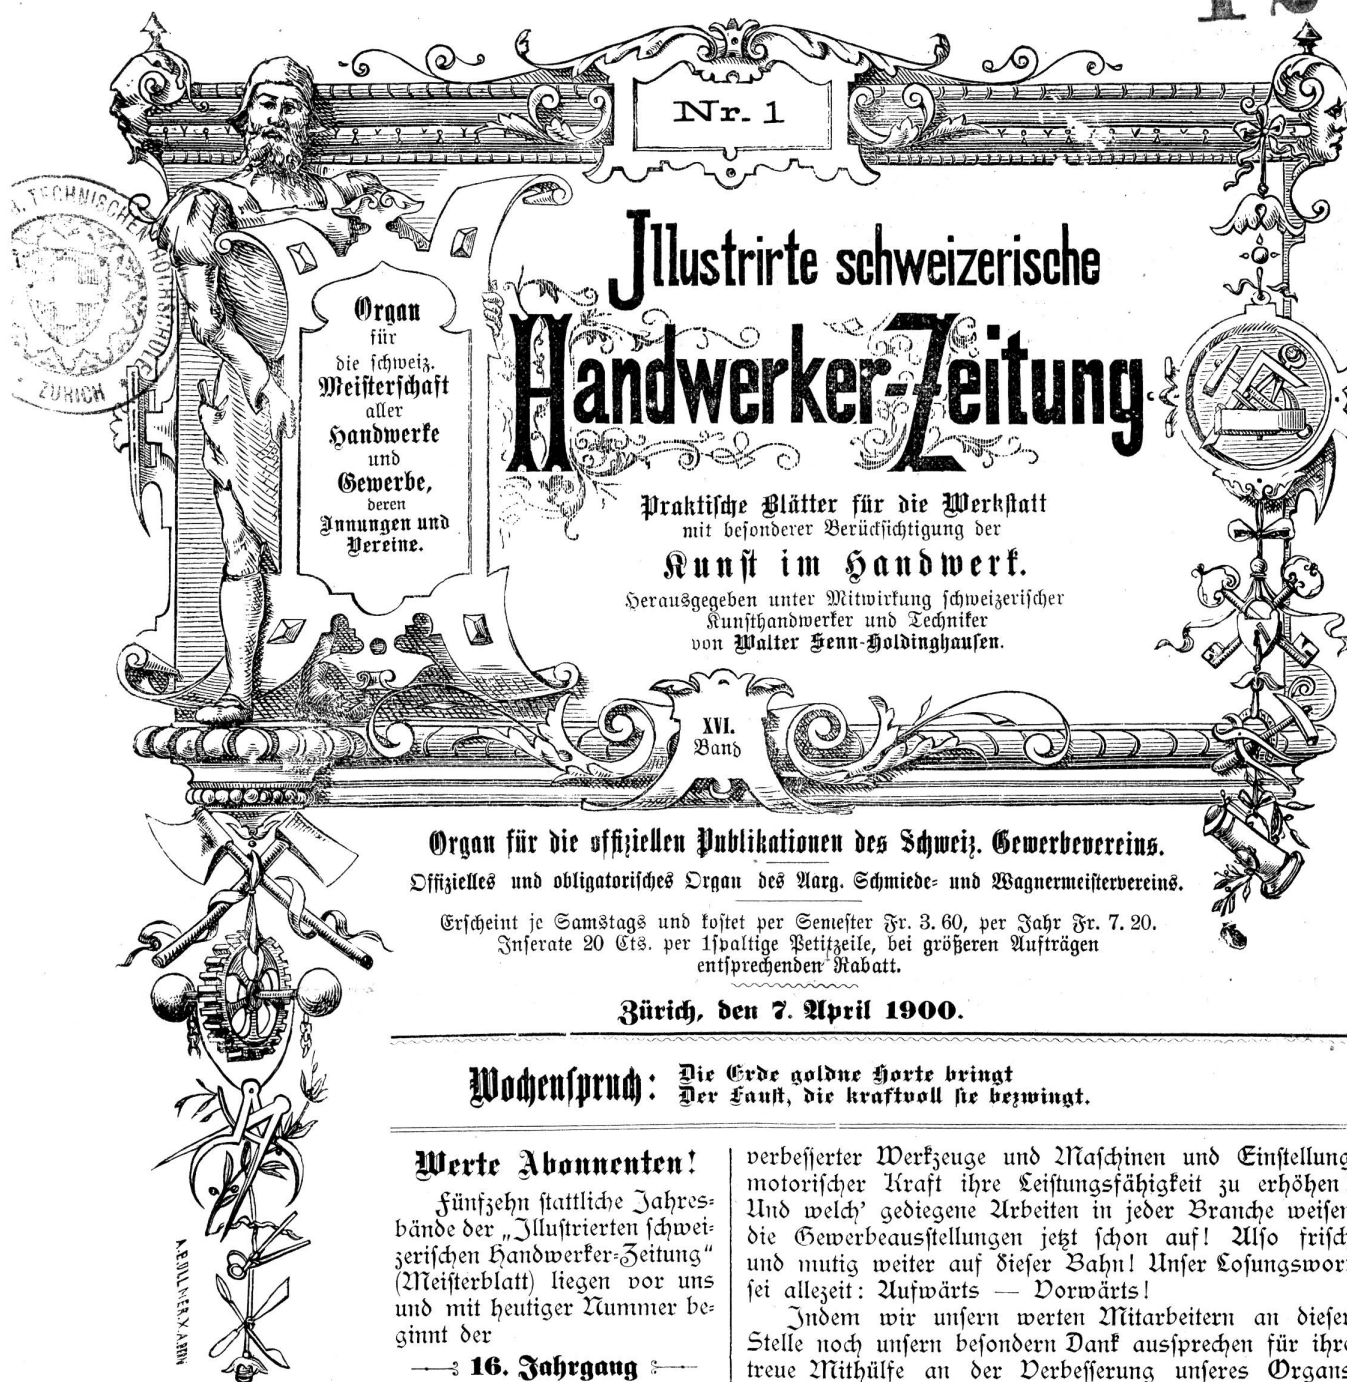 Nr. 1
A. TECHNISCHEN HOCHSCHULE
ZÜRICH
Illustrirte schweizerische
Handwerker-Zeitung.
Organ
für
die schweiz.
Meisterschaft
aller
Handwerke
und
Gewerbe,
deren
Innungen und
Vereine.
Praktische Blätter für die Werkstatt
mit besonderer Berücksichtigung der
Kunst im Handwerk.
Herausgegeben unter Mitwirkung schweizerischer
Kunsthandwerker und Techniker
von Walter Senn-Holdinghausen.
XVI.
Band
Organ für die offiziellen Publikationen des Schweiz. Gewerbevereins.
Offizielles und obligatorisches Organ des Aarg. Schmiede- und Wagnermeistervereins.
Erscheint je Samstags und kostet per Semester Fr. 3. 60, per Jahr Fr. 7. 20.
Inserate 20 Cts. per 1spaltige Petitzeile, bei größeren Aufträgen
entsprechenden Rabatt.
Zürich, den 7. April 1900.
Wochenspruch:
Die Erde goldne Horte bringt
Der Faust, die kraftvoll sie bezwingt.
Werte Abonnenten!
Fünfzehn stattliche Jahres-
bände der „Illustrierten schwei-
zerischen Handwerker-Zeitung“
(Meisterblatt) liegen vor uns
und mit heutiger Nummer be-
ginnt der
16. Jahrgang
verbesserter Werkzeuge und Maschinen und Einstellung
motorischer Kraft ihre Leistungsfähigkeit zu erhöhen
Und welch' gediegene Arbeiten in jeder Branche weisen
die Gewerbeausstellungen jetzt schon auf! Also frisch
und mutig weiter auf dieser Bahn! Unser Losungswort
sei allezeit: Aufwärts — Vorwärts!
Indem wir unsern werten Mitarbeitern an dieser
Stelle noch unsern besondern Dank aussprechen für ihre
treue Mithülfe an der Verbesserung unseres Organs